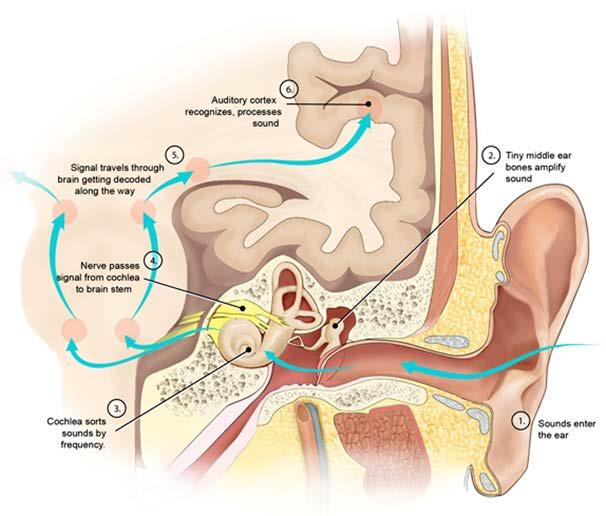 6.
Auditory cortex
recognizes, processes
sound
5.
Signal travels through
brain getting decoded
along the way
2.
Tiny middle ear
bones amplify
sound
4.
Nerve passes
signal from cochlea
to brain stem
3.
Cochlea sorts
sounds by
frequency.
1.
Sounds enter
the ear